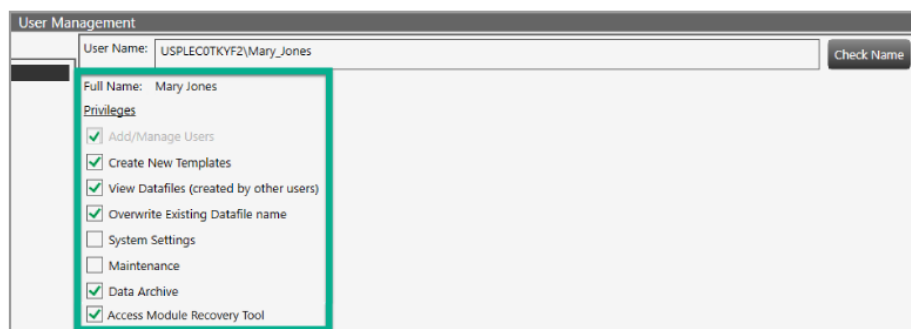 User Management
User Name: USPLEC0TKYF2\Mary_Jones Check Name
Full Name: Mary Jones
Privileges
Add/Manage Users
Create New Templates
View Datafiles (created by other users)
Overwrite Existing Datafile name
System Settings
Maintenance
Data Archive
Access Module Recovery Tool